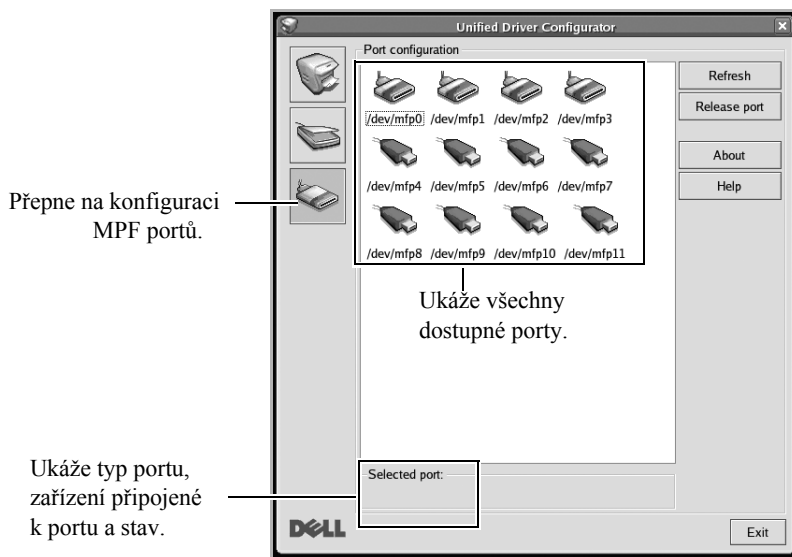 Unified Driver Configurator
Port configuration
/dev/mfp0 /dev/mfp1 /dev/mfp2 /dev/mfp3
/dev/mfp4 /dev/mfp5 /dev/mfp6 /dev/mfp7
/dev/mfp8 /dev/mfp9 /dev/mfp10 /dev/mfp11
Refresh
Release port
About
Help
Přepne na konfiguraci
MPF portů.
Ukáže všechny
dostupné porty.
Ukáže typ portu,
zařízení připojené
k portu a stav.
Selected port:
DELL
Exit